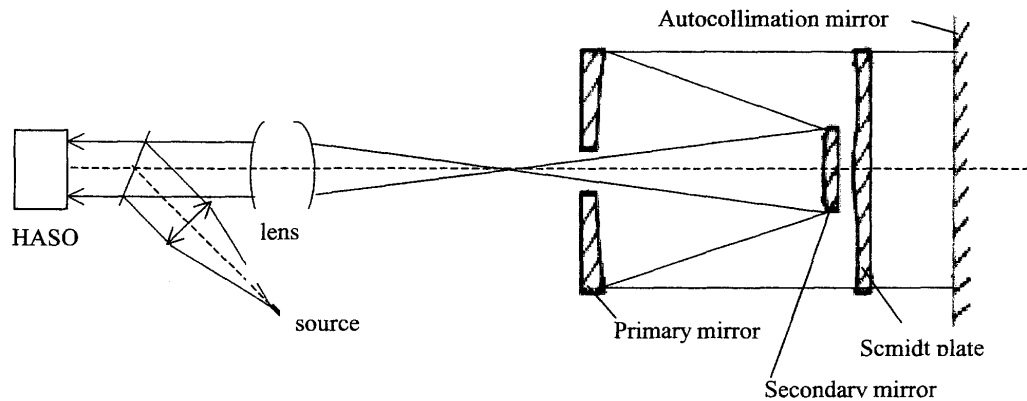 Autocollimation mirror
HASO
lens
source
Primary mirror
Scmidt plate
Secondary mirror